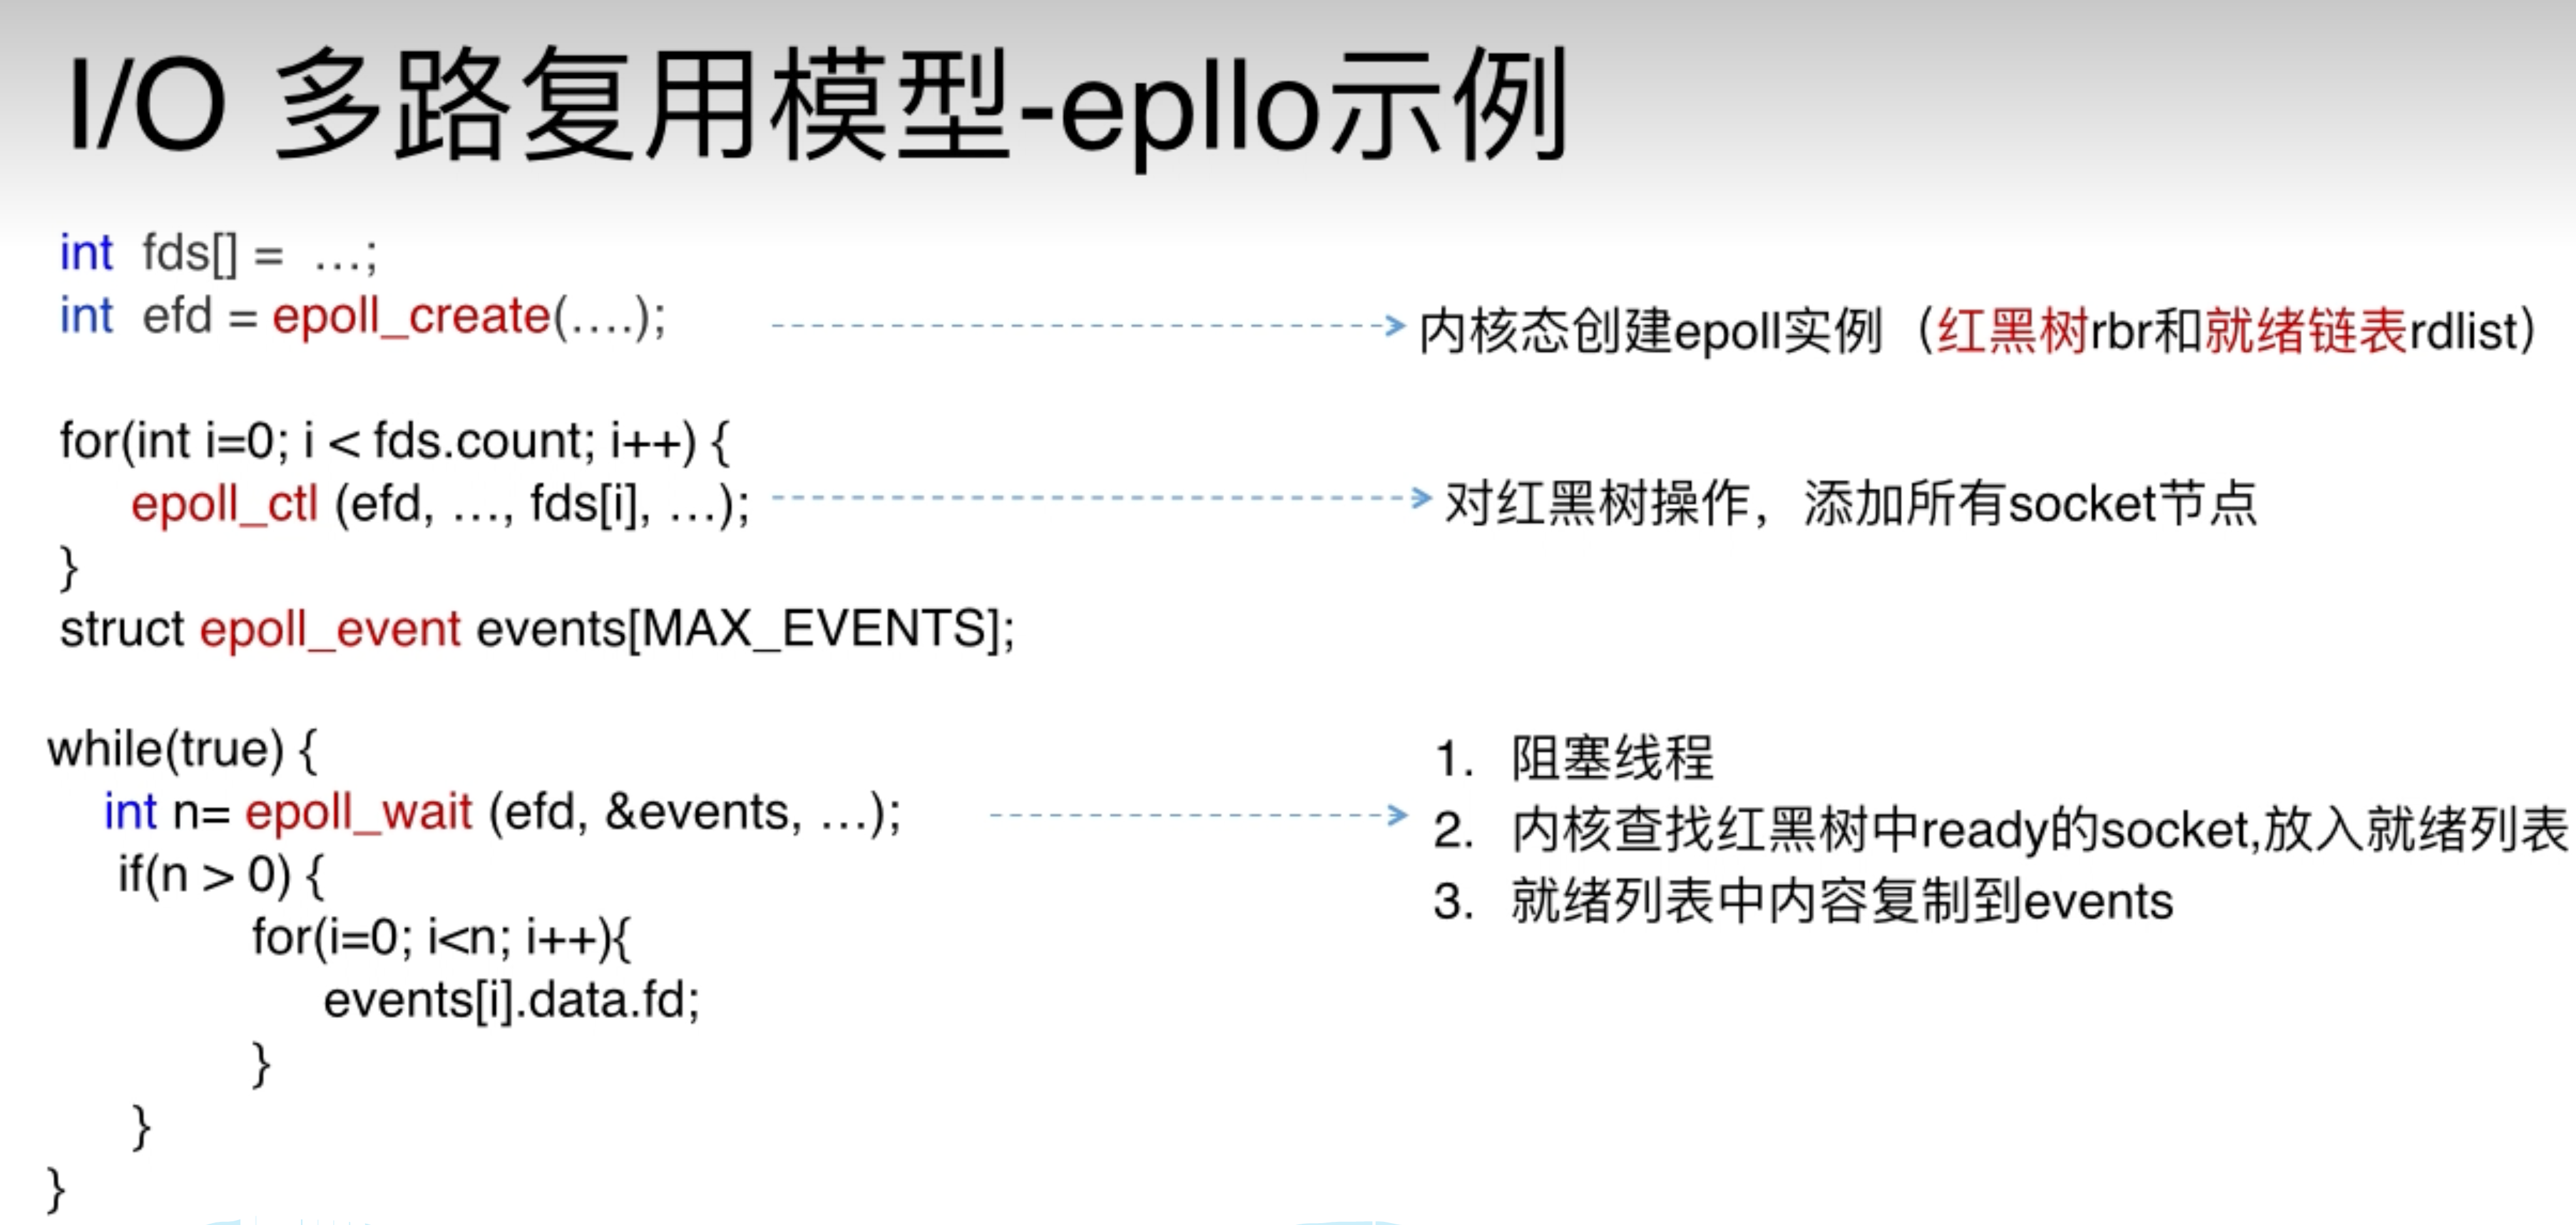 I/O 多路复用模型-epllo示例
int fds[] = …;
int efd = epoll_create(….);
内核态创建epoll实例（红黑树rbr和就绪链表rdlist）
for(int i=0; i < fds.count; i++) {
epoll_ctl (efd, …, fds[i], …);
对红黑树操作，添加所有socket节点
}
struct epoll_event events[MAX_EVENTS];
while(true) {
int n= epoll_wait (efd, &events, …);
if(n > 0) {
for(i=0; i<n; i++){
events[i].data.fd;
}
}
}
1. 阻塞线程
2. 内核查找红黑树中ready的socket,放入就绪列表
3. 就绪列表中内容复制到events